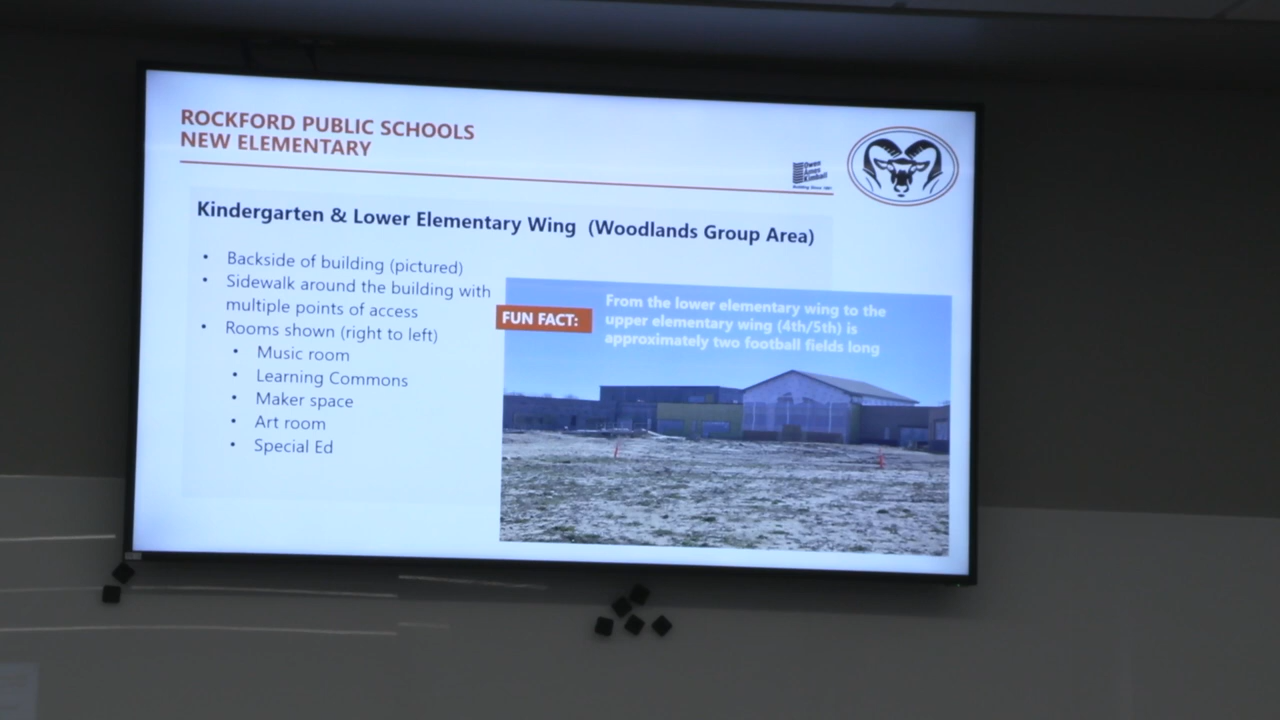 ROCKFORD PUBLIC SCHOOLS
NEW ELEMENTARY
Owen
Ames
Kimball
Kindergarten & Lower Elementary Wing (Woodlands Group Area)
• Backside of building (pictured)
• Sidewalk around the building with
multiple points of access
• Rooms shown (right to left)
• Music room
• Learning Commons
• Maker space
• Art room
• Special Ed
FUN FACT:
From the lower elementary wing to the
upper elementary wing (4th/5th) is
approximately two football fields long